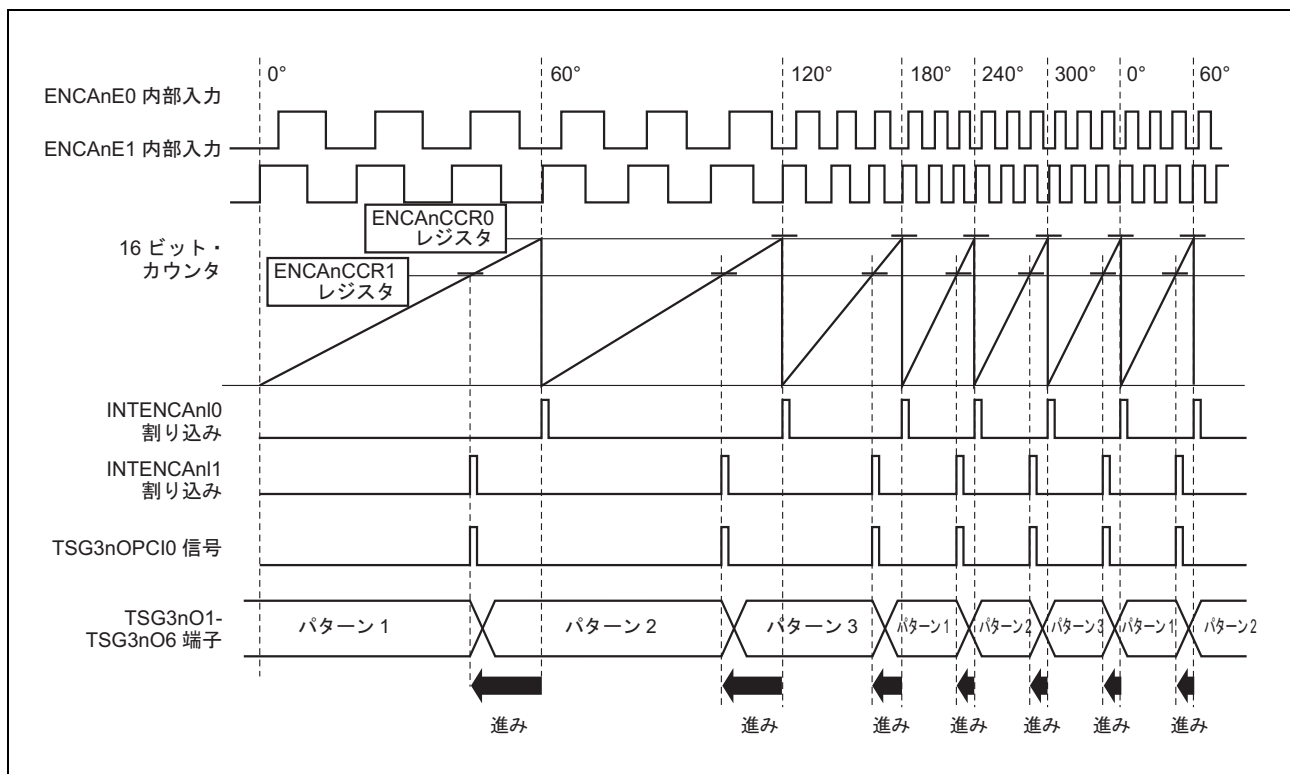 0°
60°
120°
180°
240°
300°
0°
60°
ENCAnE0 内部入力
ENCAnE1 内部入力
ENCAnCCR0
レジスタ
16 ビット・
カウンタ
ENCAnCCR1
レジスタ
INTENCAnI0
割り込み
INTENCAnI1
割り込み
TSG3nOPCI0 信号
TSG3nO1-
TSG3nO6 端子
パターン 1
パターン 2
パターン 3
パターン1
パターン2
パターン3
パターン1
パターン2
進み
進み
進み
進み
進み
進み
進み